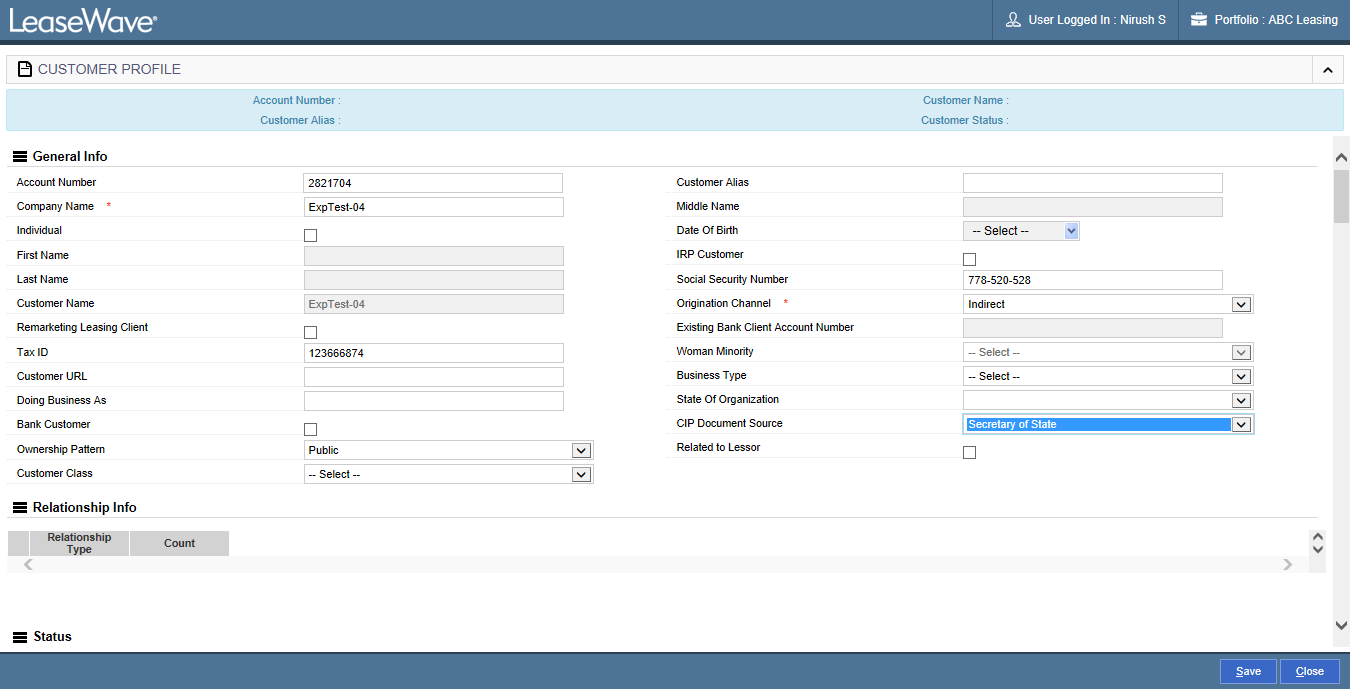 LeaseWave®
User Logged In : Nirush S
Portfolio : ABC Leasing
CUSTOMER PROFILE
Account Number :
Customer Name :
Customer Alias :
Customer Status :
General Info
Account Number 2821704
Customer Alias
Company Name * ExpTest-04
Middle Name
Individual
Date Of Birth -- Select --
First Name
IRP Customer
Last Name
Social Security Number 778-520-528
Customer Name ExpTest-04
Origination Channel * Indirect
Remarketing Leasing Client
Existing Bank Client Account Number
Tax ID 123666874
Woman Minority -- Select --
Customer URL
Business Type -- Select --
Doing Business As
State Of Organization
Bank Customer
CIP Document Source Secretary of State
Ownership Pattern Public
Related to Lessor
Customer Class -- Select --
Relationship Info
Relationship
Type
Count
Status
Save
Close